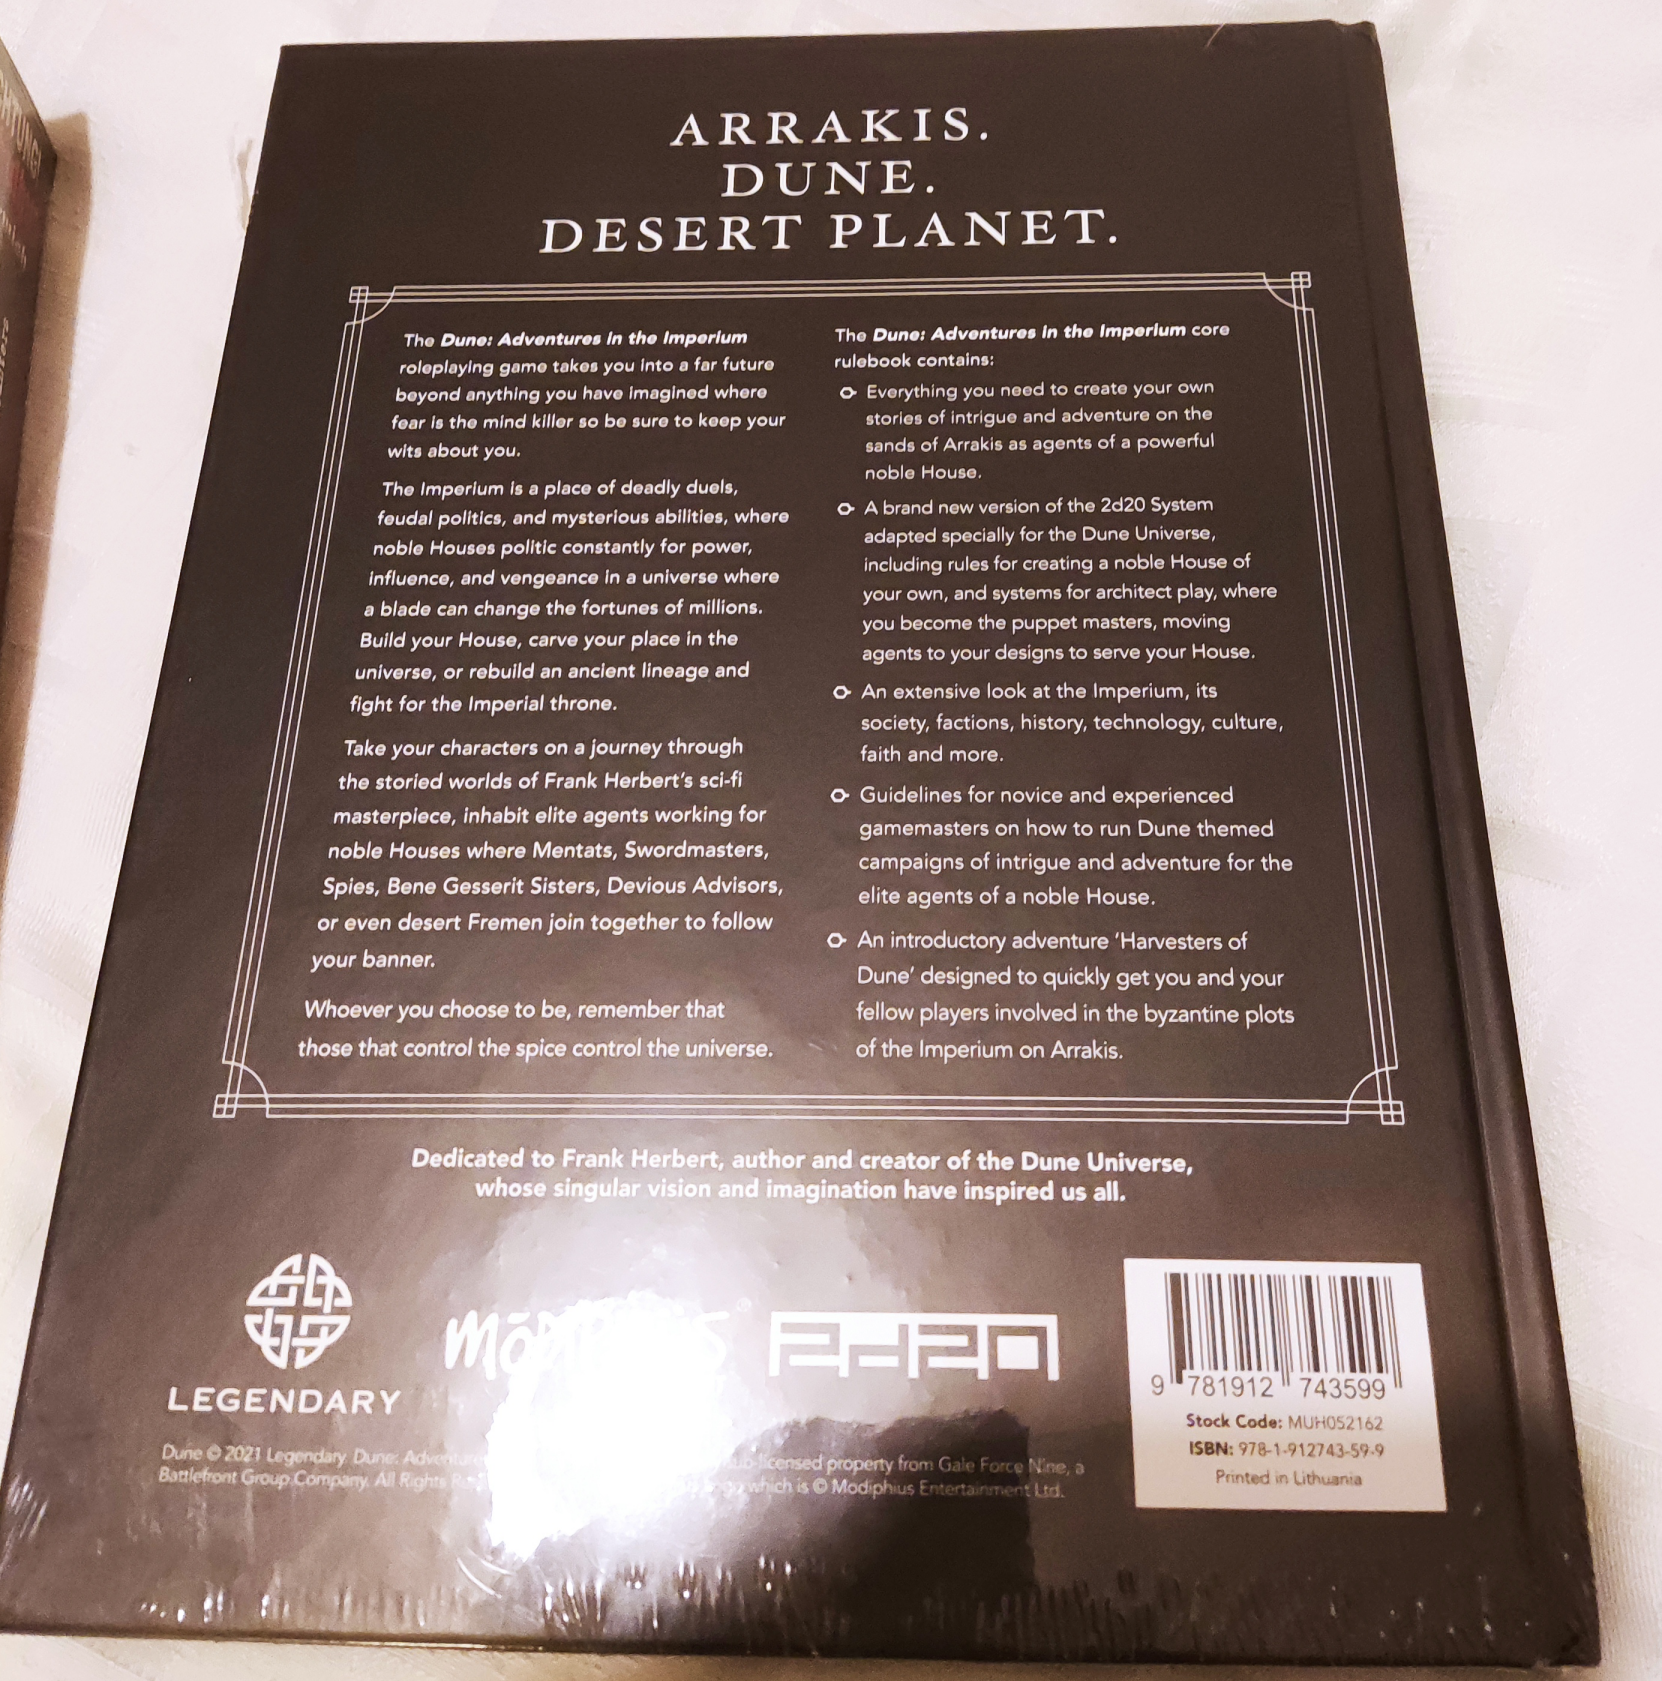 ARRAKIS.
DUNE.
DESERT PLANET.
The Dune: Adventures in the Imperium
roleplaying game takes you into a far future
beyond anything you have imagined where
fear is the mind killer so be sure to keep your
wits about you.
The Imperium is a place of deadly duels,
feudal politics, and mysterious abilities, where
noble Houses politic constantly for power,
influence, and vengeance in a universe where
a blade can change the fortunes of millions.
Build your House, carve your place in the
universe, or rebuild an ancient lineage and
fight for the Imperial throne.
Take your characters on a journey through
the storied worlds of Frank Herbert's sci-fi
masterpiece, inhabit elite agents working for
noble Houses where Mentats, Swordmasters,
Spies, Bene Gesserit Sisters, Devious Advisors,
or even desert Fremen join together to follow
your banner.
Whoever you choose to be, remember that
those that control the spice control the universe.
The Dune: Adventures in the Imperium core
rulebook contains:
Everything you need to create your own
stories of intrigue and adventure on the
sands of Arrakis as agents of a powerful
noble House.
A brand new version of the 2d20 System
adapted specially for the Dune Universe,
including rules for creating a noble House of
your own, and systems for architect play, where
you become the puppet masters, moving
agents to your designs to serve your House.
An extensive look at the Imperium, its
society, factions, history, technology, culture,
faith and more.
Guidelines for novice and experienced
gamemasters on how to run Dune themed
campaigns of intrigue and adventure for the
elite agents of a noble House.
An introductory adventure 'Harvesters of
Dune' designed to quickly get you and your
fellow players involved in the byzantine plots
of the Imperium on Arrakis.
Dedicated to Frank Herbert, author and creator of the Dune Universe,
whose singular vision and imagination have inspired us all.
LEGENDARY
2d20
9 781912 743599
Stock Code: MUH052162
ISBN: 978-1-912743-59-9
Printed in Lithuania
Dune © 2021 Legendary. Dune: licensed property from Gale Force Nine, a
Battlefront Group Company. All Rights which is © Modiphius Entertainment Ltd.